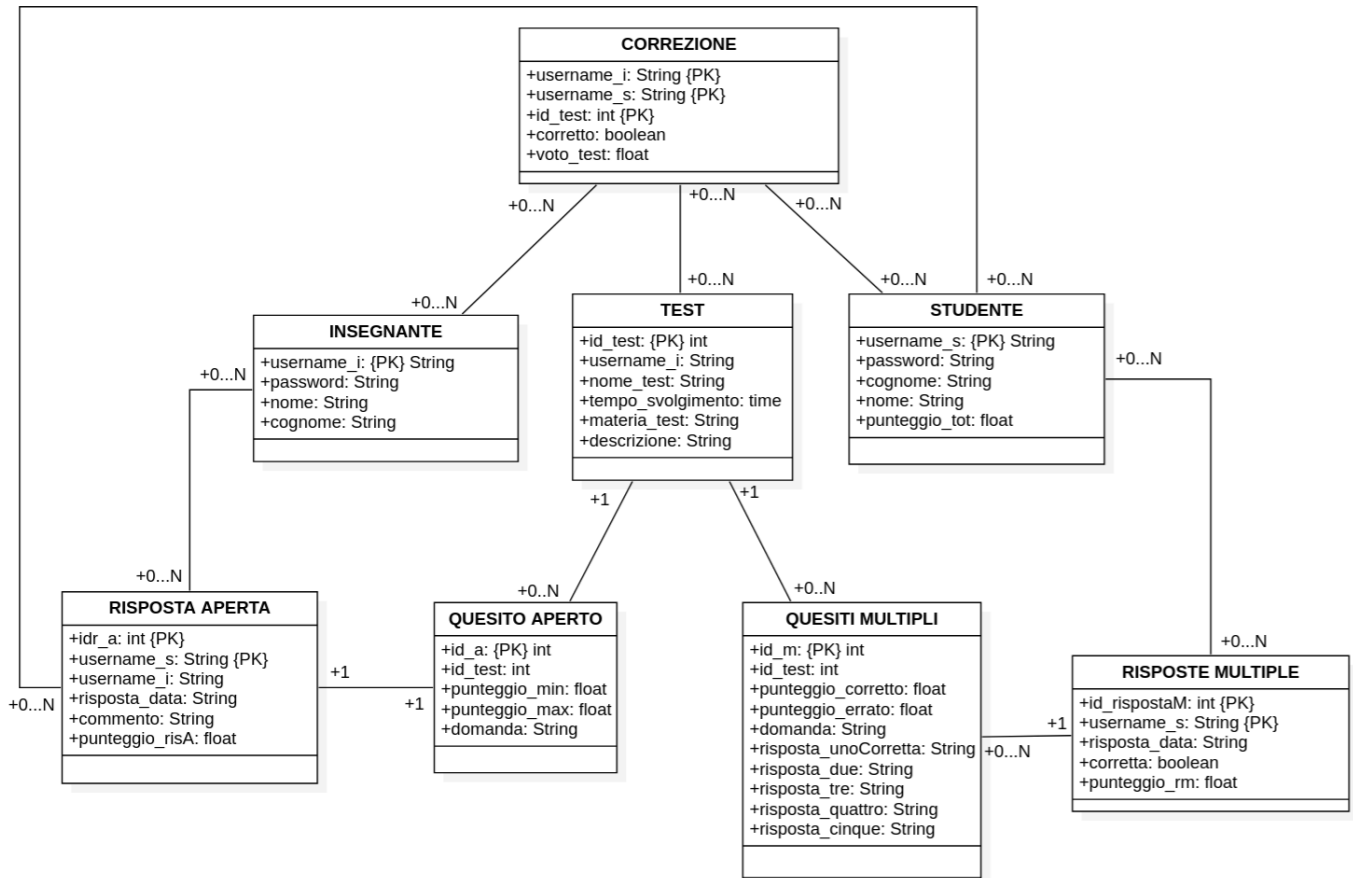 CORREZIONE
+username_i: String {PK}
+username_s: String {PK}
+id_test: int {PK}
+corretto: boolean
+voto_test: float
+0...N
+0...N
+0...N
+0...N
+0...N
+0...N
+0...N
INSEGNANTE
+username_i: {PK} String
+password: String
+nome: String
+cognome: String
+0...N
TEST
+id_test: {PK} int
+username_i: String
+nome_test: String
+tempo_svolgimento: time
+materia_test: String
+descrizione: String
STUDENTE
+username_s: {PK} String
+password: String
+cognome: String
+nome: String
+punteggio_tot: float
+0...N
+1
+1
+0...N
+0...N
+0...N
RISPOSTA APERTA
+idr_a: int {PK}
+username_s: String {PK}
+username_i: String
+risposta_data: String
+commento: String
+punteggio_risA: float
+0...N
+1
+1
QUESITO APERTO
+id_a: {PK} int
+id_test: int
+punteggio_min: float
+punteggio_max: float
+domanda: String
QUESITI MULTIPLI
+id_m: {PK} int
+id_test: int
+punteggio_corretto: float
+punteggio_errato: float
+domanda: String
+risposta_unoCorretta: String
+risposta_due: String
+risposta_tre: String
+risposta_quattro: String
+risposta_cinque: String
+0...N
+1
+0...N
RISPOSTE MULTIPLE
+id_rispostaM: int {PK}
+username_s: String {PK}
+risposta_data: String
+corretta: boolean
+punteggio_rm: float